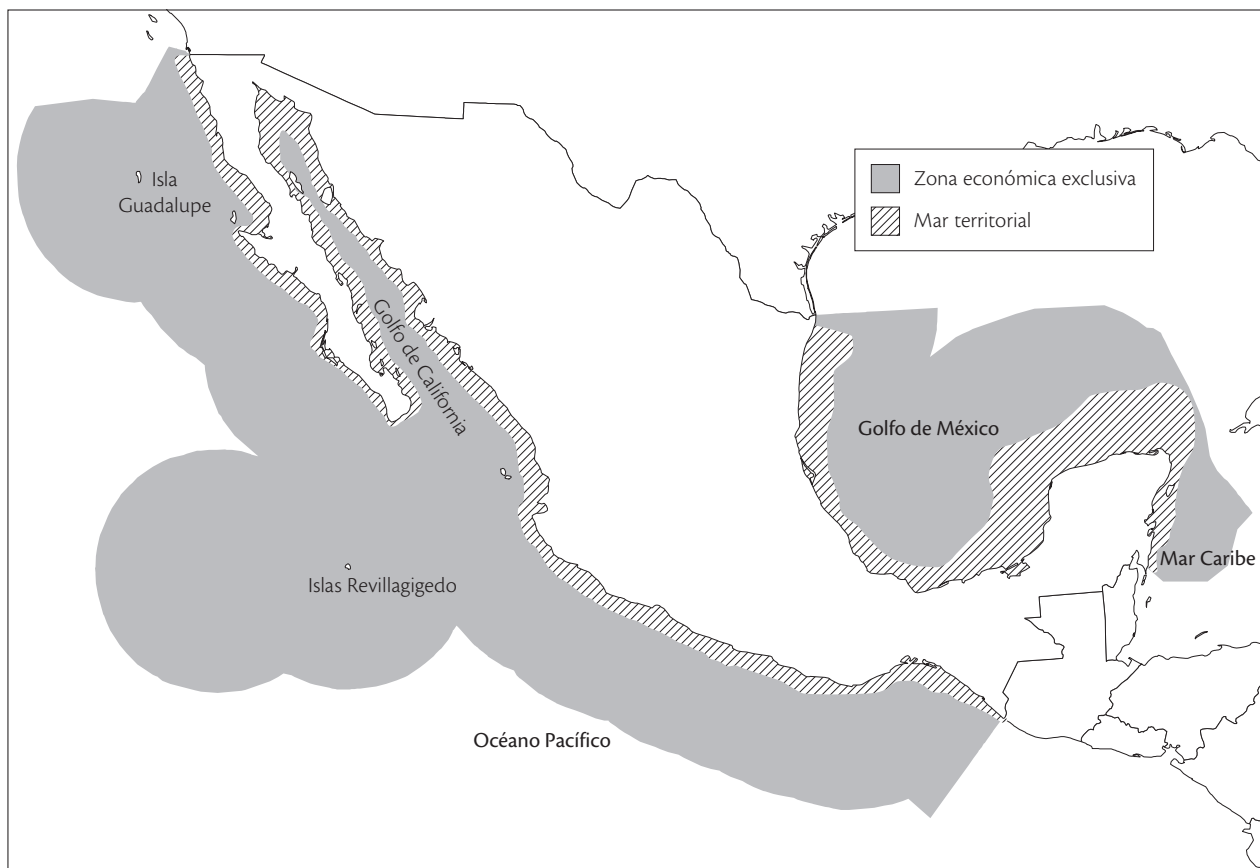 Isla
Guadalupe
Zona económica exclusiva
Mar territorial
Golfo de California
Golfo de México
Mar Caribe
Islas Revillagigedo
Océano Pacífico